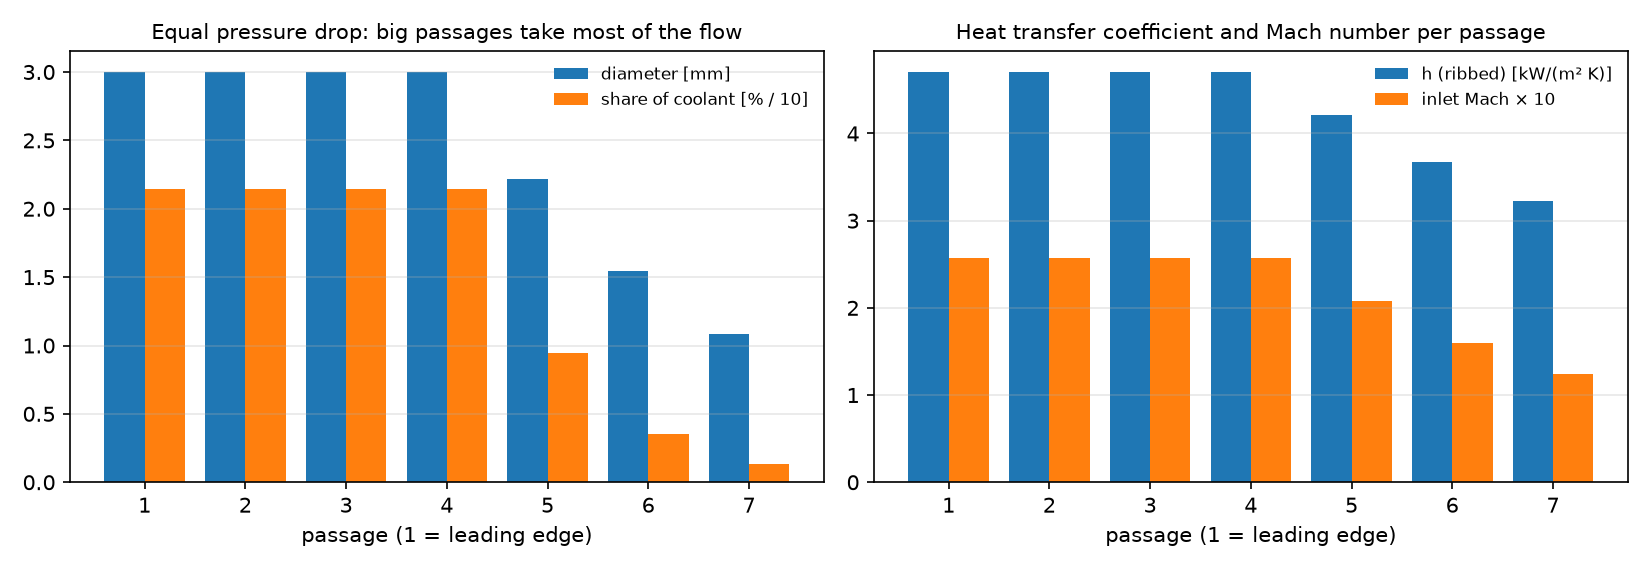 Equal pressure drop: big passages take most of the flow
diameter [mm]
share of coolant [% / 10]
3.0
2.5
2.0
1.5
1.0
0.5
0.0
1 2 3 4 5 6 7
passage (1 = leading edge)
Heat transfer coefficient and Mach number per passage
h (ribbed) [kW/(m² K)]
inlet Mach × 10
4
3
2
1
0
1 2 3 4 5 6 7
passage (1 = leading edge)